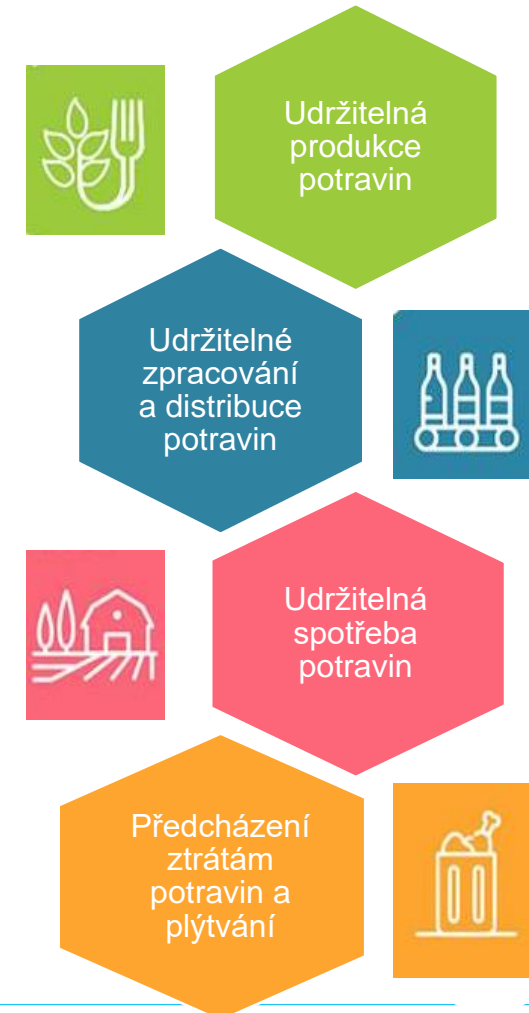 Udržitelná
produkce
potravin
Udržitelné
zpracování
a distribuce
potravin
Udržitelná
spotřeba
potravin
Předcházení
ztrátám
potravin a
plýtvání